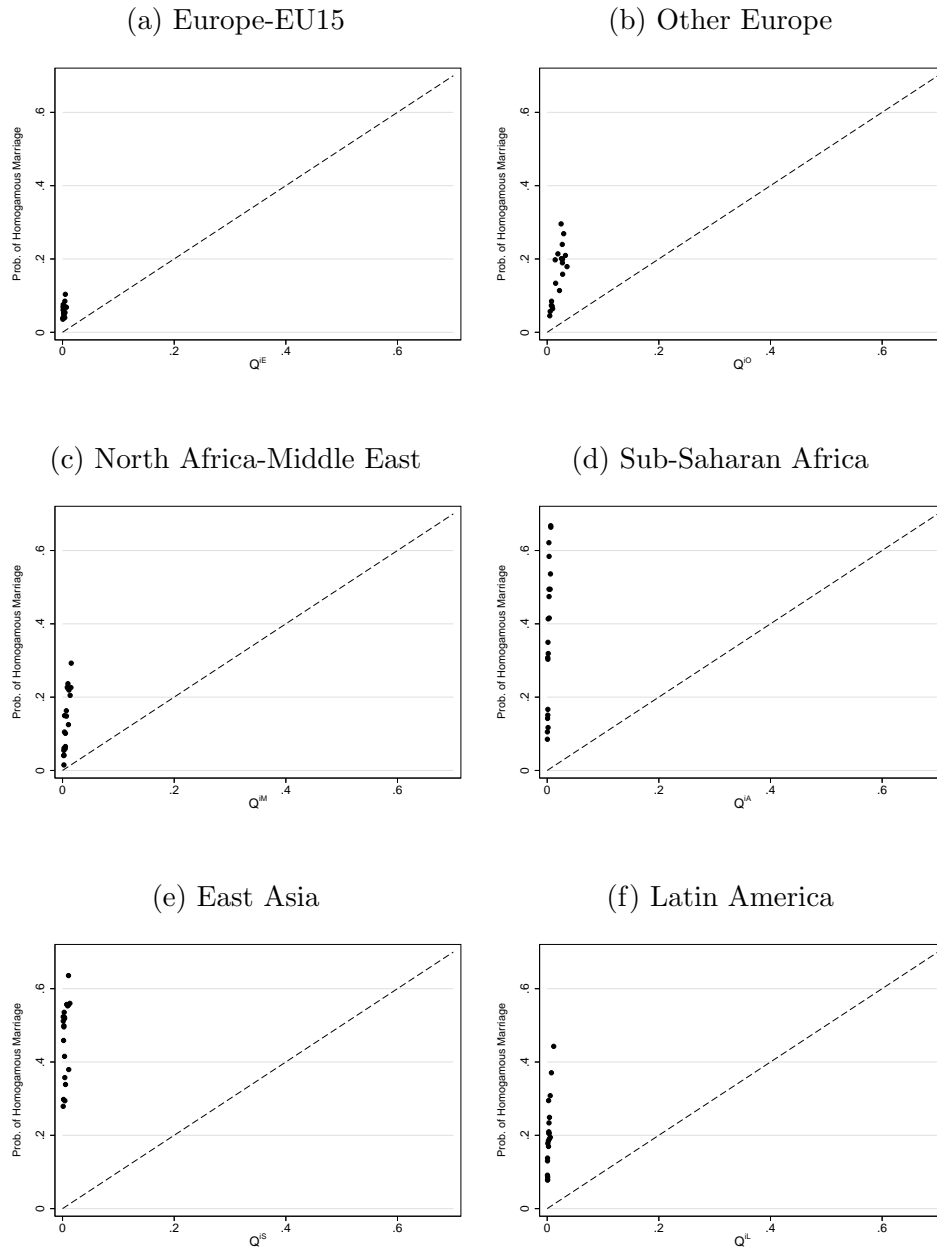 (a) Europe-EU15
Prob. of Homogamous Marriage
.6
.4
.2
0
0 .2 .4 .6
Q^{iE}
(b) Other Europe
Prob. of Homogamous Marriage
.6
.4
.2
0
0 .2 .4 .6
Q^{iO}
(c) North Africa-Middle East
Prob. of Homogamous Marriage
.6
.4
.2
0
0 .2 .4 .6
Q^{iM}
(d) Sub-Saharan Africa
Prob. of Homogamous Marriage
.6
.4
.2
0
0 .2 .4 .6
Q^{iA}
(e) East Asia
Prob. of Homogamous Marriage
.6
.4
.2
0
0 .2 .4 .6
Q^{iS}
(f) Latin America
Prob. of Homogamous Marriage
.6
.4
.2
0
0 .2 .4 .6
Q^{iL}